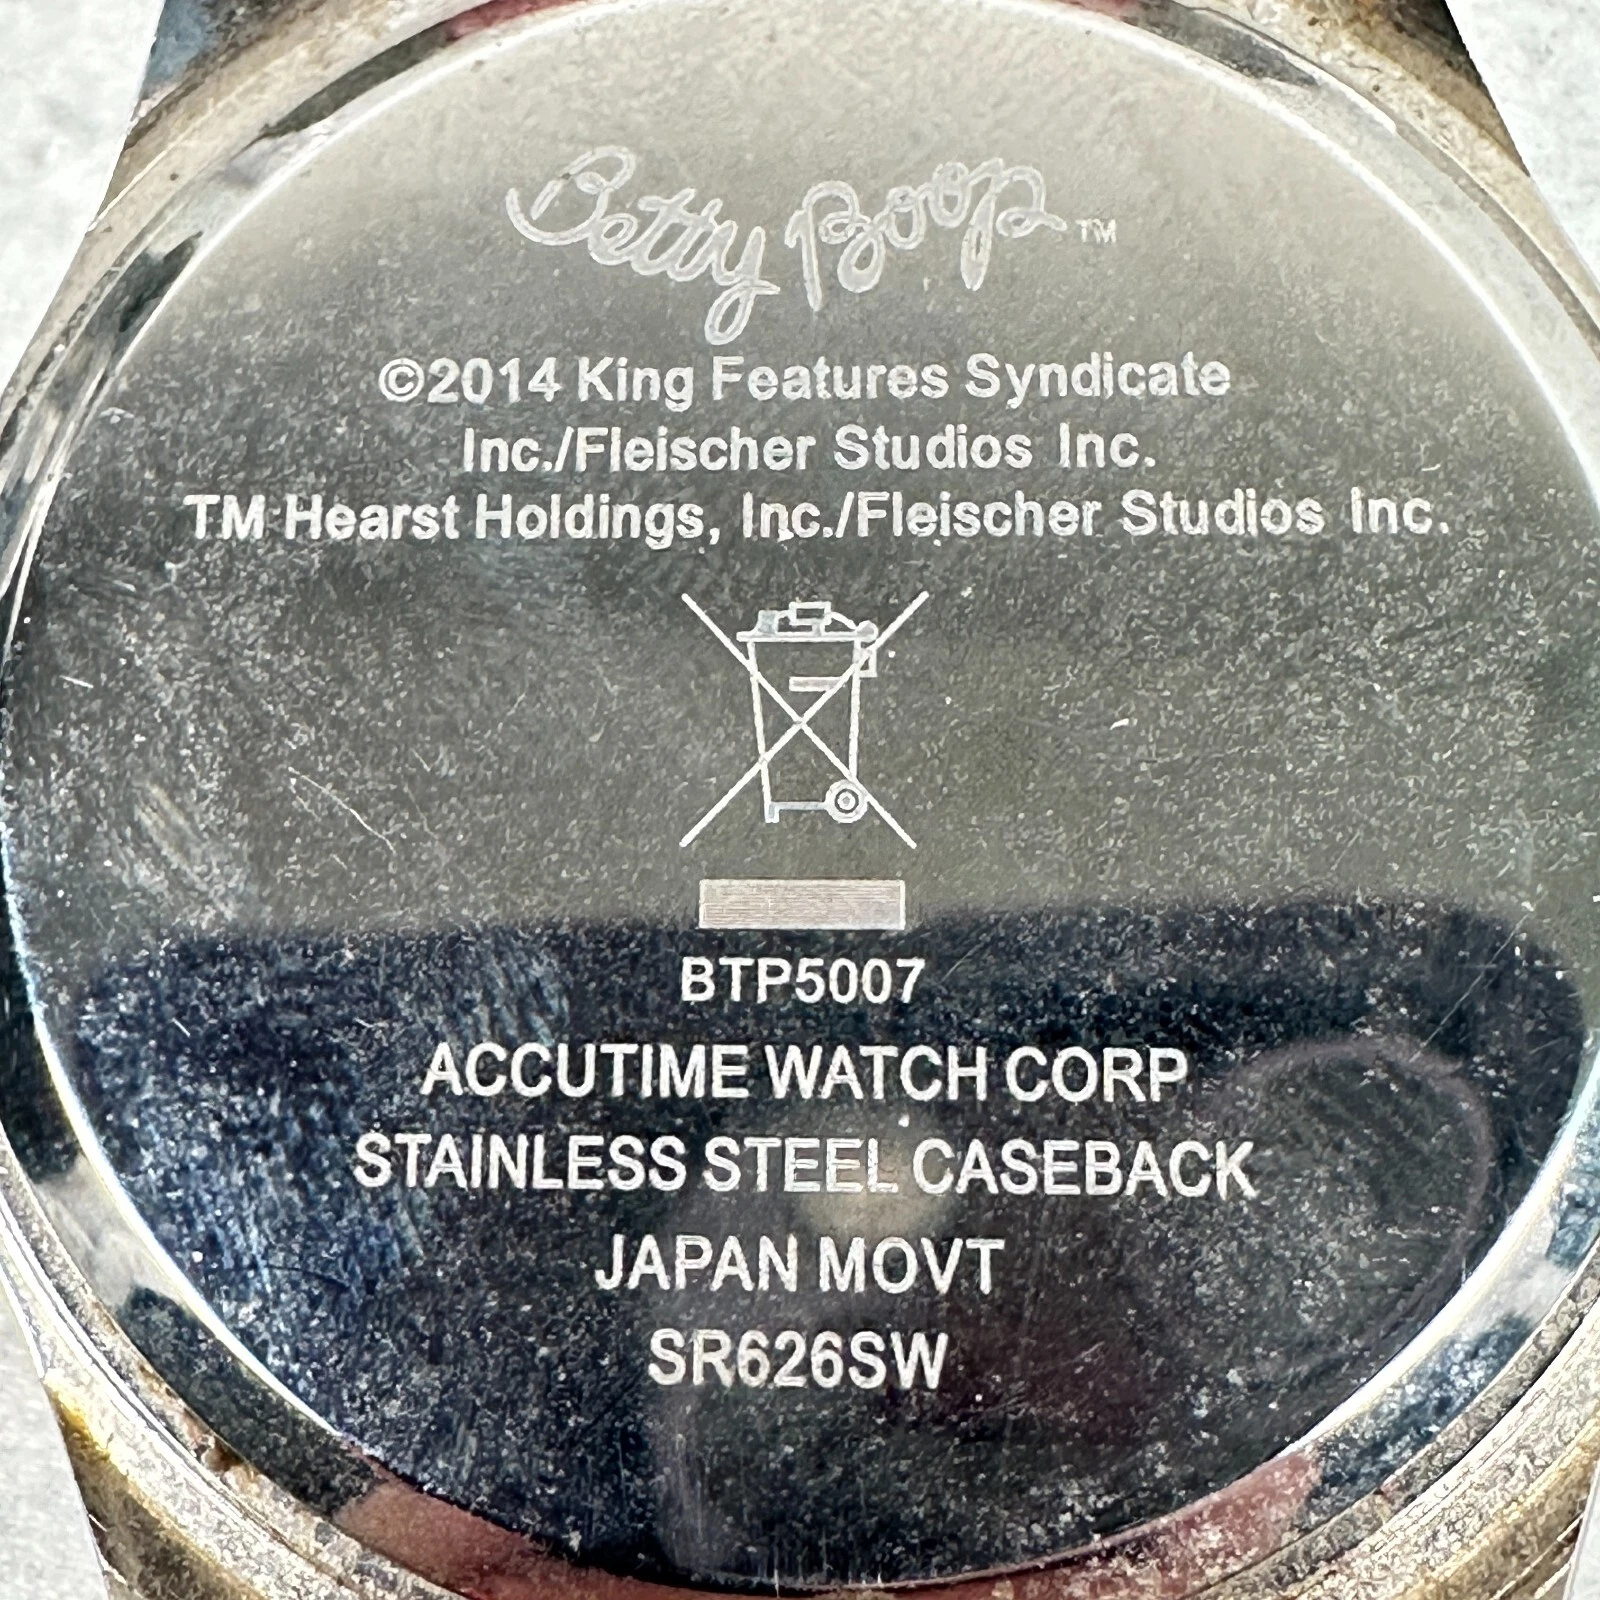 Betty Boop™
©2014 King Features Syndicate
Inc./Fleischer Studios Inc.
TM Hearst Holdings, Inc./Fleischer Studios Inc.
BTP5007
ACCUTIME WATCH CORP
STAINLESS STEEL CASEBACK
JAPAN MOVT
SR626SW